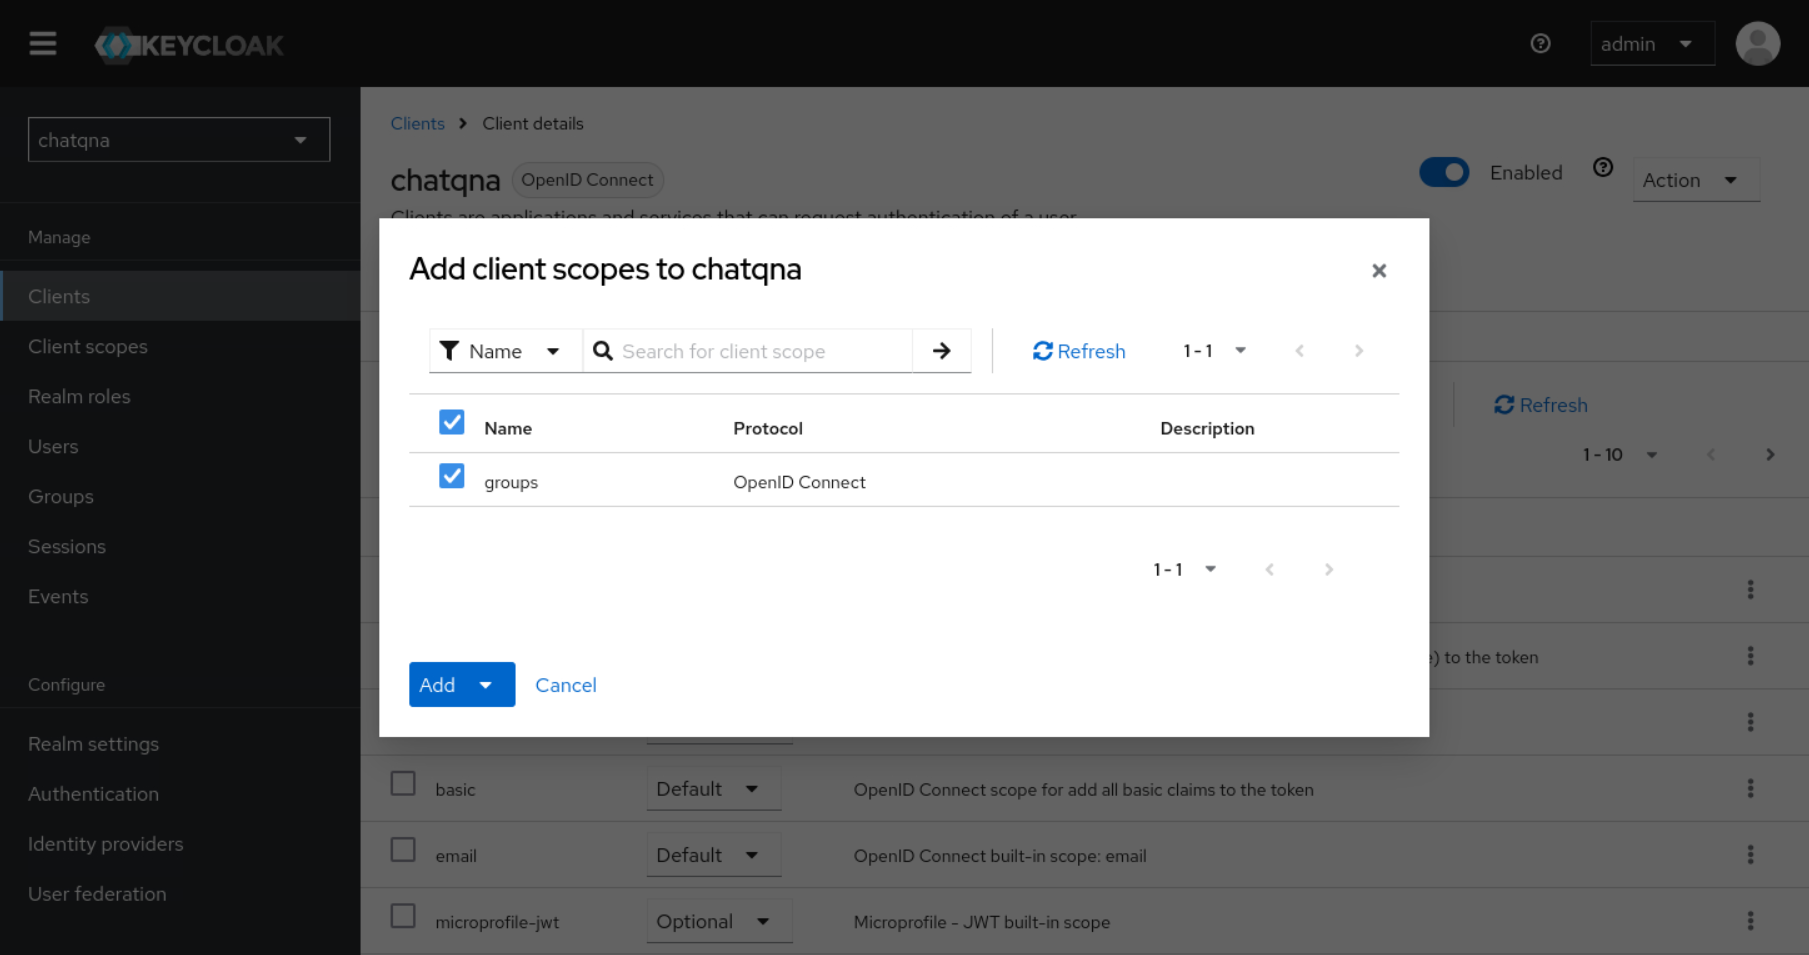 KEYCLOAK
admin
chatqna
Manage
Clients
Client scopes
Realm roles
Users
Groups
Sessions
Events
Configure
Realm settings
Authentication
Identity providers
User federation
Clients > Client details
chatqna OpenID Connect
Enabled
Action
Clients are applications and services that can request authentication of a user.
Add client scopes to chatqna
Name Search for client scope Refresh 1 - 1
Name Protocol Description
groups OpenID Connect
1 - 1
Add Cancel
Refresh
1 - 10
to the token
basic Default OpenID Connect scope for add all basic claims to the token
email Default OpenID Connect built-in scope: email
microprofile-jwt Optional Microprofile - JWT built-in scope